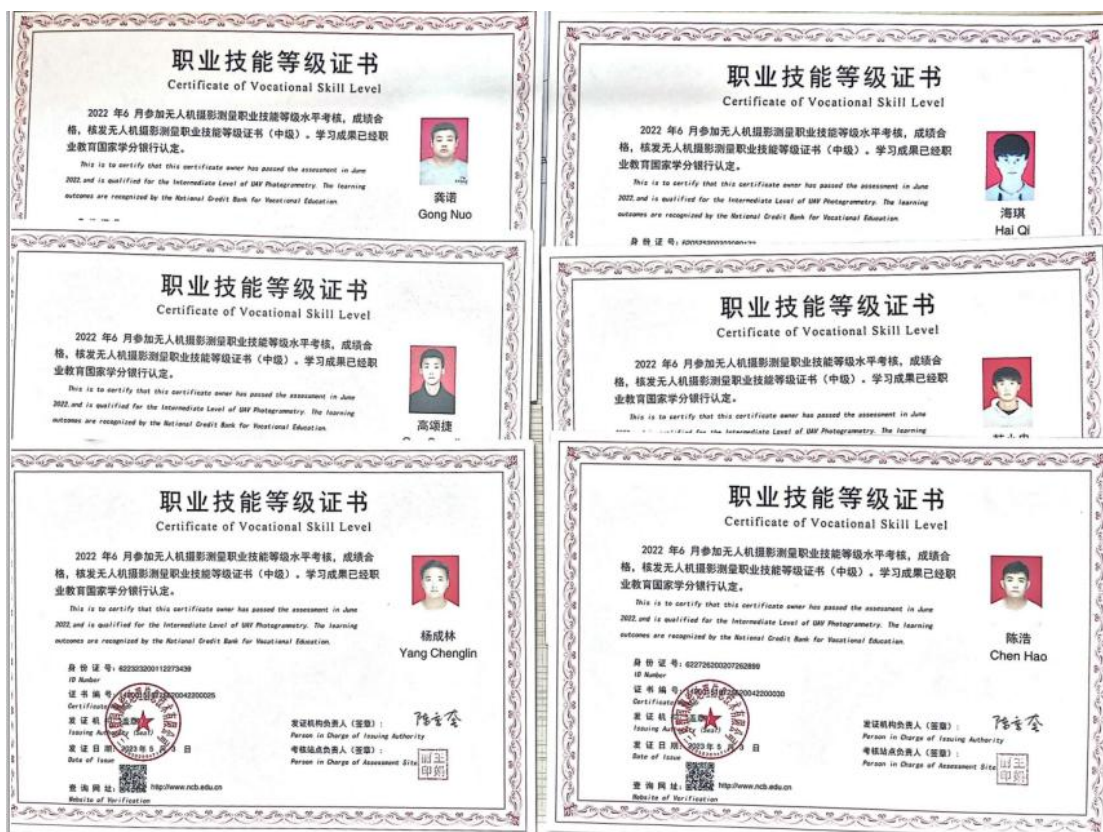 职业技能等级证书
Certificate of Vocational Skill Level
2022 年6 月参加无人机摄影测量职业技能等级水平考核，成绩合
格，核发无人机摄影测量职业技能等级证书（中级）。学习成果已经职
业教育国家学分银行认定。
This is to certify that this certificate owner has passed the assessment in June
2022,and is qualified for the Intermediate Level of UAV Photogrammetry. The learning
outcomes are recognized by the National Credit Bank for Vocational Education.
龚诺
Gong Nuo
职业技能等级证书
Certificate of Vocational Skill Level
2022 年6 月参加无人机摄影测量职业技能等级水平考核，成绩合
格，核发无人机摄影测量职业技能等级证书（中级）。学习成果已经职
业教育国家学分银行认定。
This is to certify that this certificate owner has passed the assessment in June
2022,and is qualified for the Intermediate Level of UAV Photogrammetry. The learning
outcomes are recognized by the National Credit Bank for Vocational Education.
海琪
Hai Qi
身 份 证 号：
职业技能等级证书
Certificate of Vocational Skill Level
2022 年6 月参加无人机摄影测量职业技能等级水平考核，成绩合
格，核发无人机摄影测量职业技能等级证书（中级）。学习成果已经职
业教育国家学分银行认定。
This is to certify that this certificate owner has passed the assessment in June
2022,and is qualified for the Intermediate Level of UAV Photogrammetry. The learning
outcomes are recognized by the National Credit Bank for Vocational Education
高颂捷
职业技能等级证书
Certificate of Vocational Skill Level
2022 年6 月参加无人机摄影测量职业技能等级水平考核，成绩合
格，核发无人机摄影测量职业技能等级证书（中级）。学习成果已经职
业教育国家学分银行认定。
This is to certify that this certificate owner has passed the assessment in June
2022,and is qualified for the Intermediate Level of UAV Photogrammetry. The learning
职业技能等级证书
Certificate of Vocational Skill Level
2022 年6 月参加无人机摄影测量职业技能等级水平考核，成绩合
格，核发无人机摄影测量职业技能等级证书（中级）。学习成果已经职
业教育国家学分银行认定。
This is to certify that this certificate owner has passed the assessment in June
2022,and is qualified for the Intermediate Level of UAV Photogrammetry. The learning
outcomes are recognized by the National Credit Bank for Vocational Education.
杨成林
Yang Chenglin
身 份 证 号：622323200112273439
ID Number
证 书 编 号：
Certificate
发 证 机
Issuing Authority (Seal)
发 证 日 期：2023 年 5 月 3 日
Date of Issue
发证机构负责人（签章）：
Person in Charge of Issuing Authority
考核站点负责人（签章）：
Person in Charge of Assessment Site
查 询 网 址：http://www.ncb.edu.cn
Website of Verification
职业技能等级证书
Certificate of Vocational Skill Level
2022 年6 月参加无人机摄影测量职业技能等级水平考核，成绩合
格，核发无人机摄影测量职业技能等级证书（中级）。学习成果已经职
业教育国家学分银行认定。
This is to certify that this certificate owner has passed the assessment in June
2022,and is qualified for the Intermediate Level of UAV Photogrammetry. The learning
outcomes are recognized by the National Credit Bank for Vocational Education.
陈浩
Chen Hao
身 份 证 号：622726200207262899
ID Number
证 书 编 号：
Certificate
发 证 机
Issuing Authority (Seal)
发 证 日 期：2023 年 5 月 3 日
Date of Issue
发证机构负责人（签章）：
Person in Charge of Issuing Authority
考核站点负责人（签章）：
Person in Charge of Assessment Site
查 询 网 址：http://www.ncb.edu.cn
Website of Verification